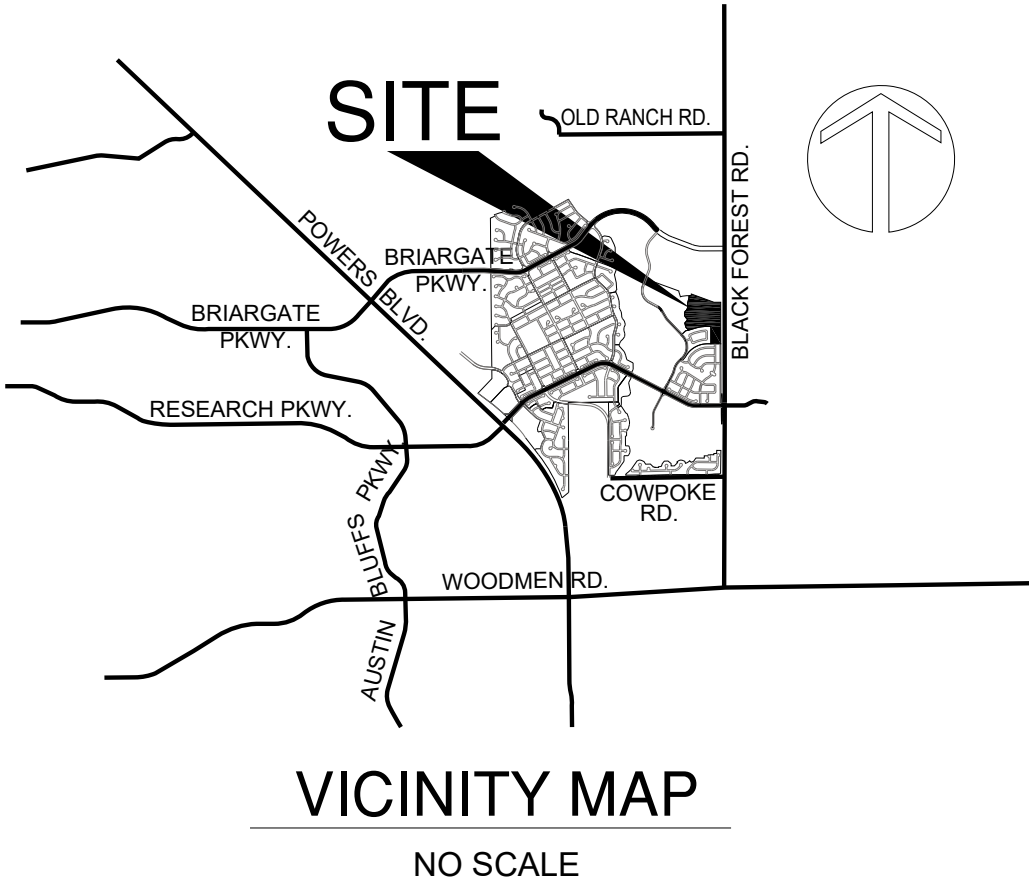 SITE
OLD RANCH RD.
BLACK FOREST RD.
POWERS BLVD.
BRIARGATE
PKWY.
BRIARGATE
PKWY.
RESEARCH PKWY.
COWPOKE
RD.
AUSTIN BLUFFS PKWY.
WOODMEN RD.
VICINITY MAP
NO SCALE